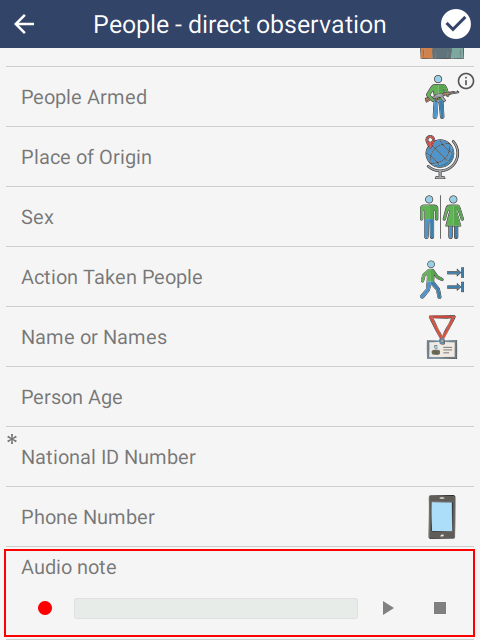 People - direct observation
People Armed
Place of Origin
Sex
Action Taken People
Name or Names
Person Age
*
National ID Number
Phone Number
Audio note